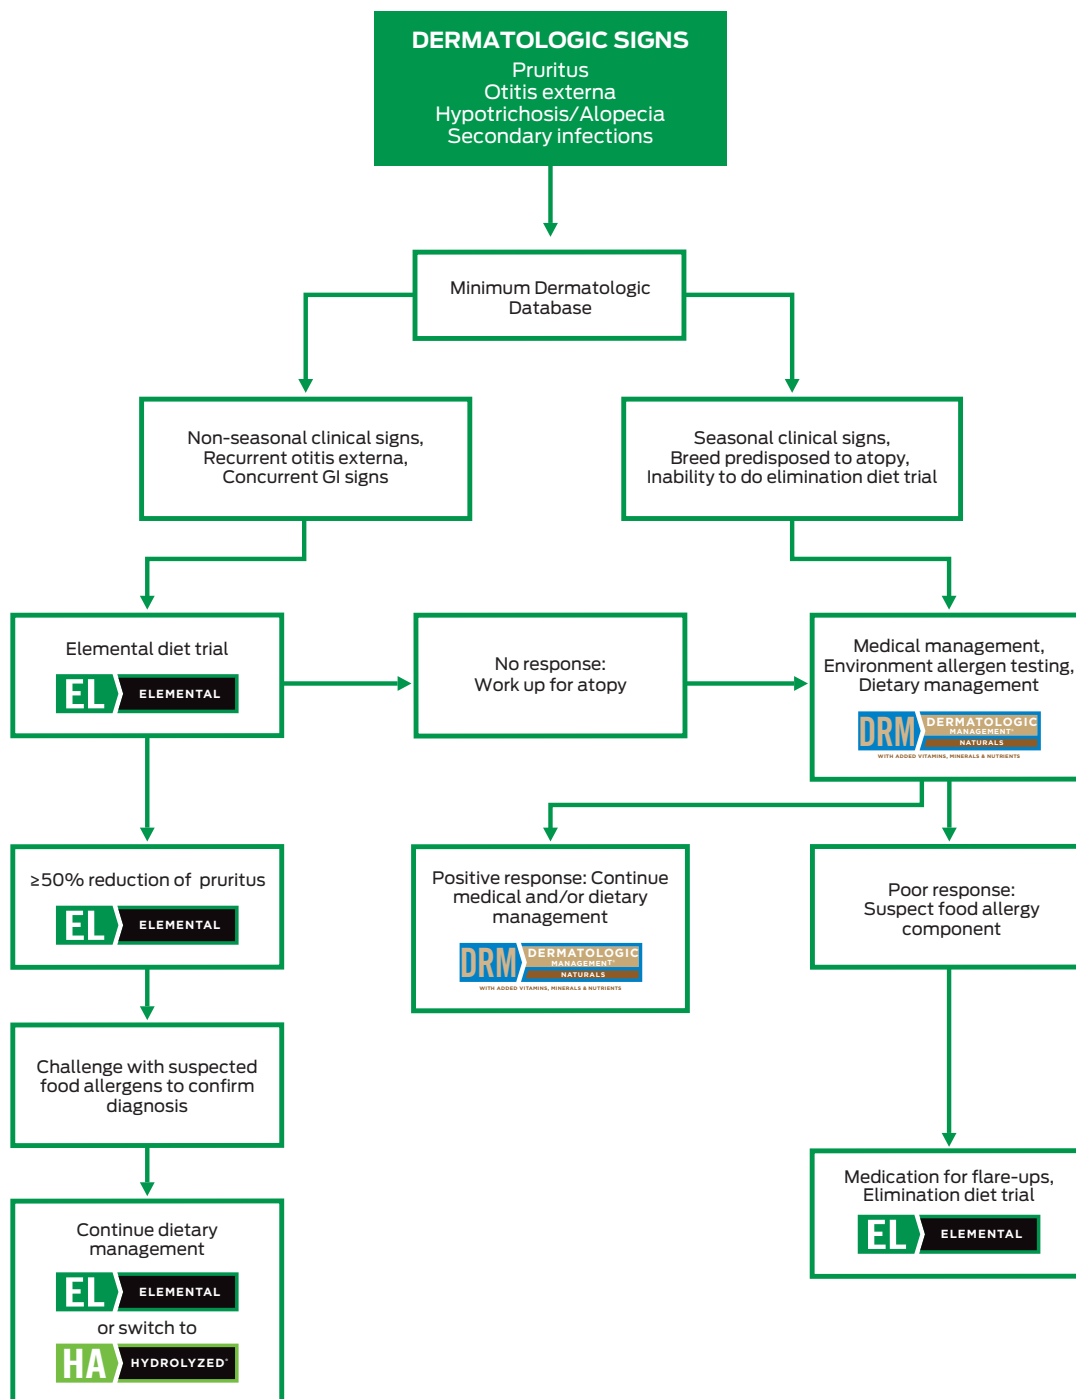 DERMATOLOGIC SIGNS
Pruritus
Otitis externa
Hypotrichosis/Alopecia
Secondary infections
Minimum Dermatologic
Database
Non-seasonal clinical signs,
Recurrent otitis externa,
Concurrent GI signs
Seasonal clinical signs,
Breed predisposed to atopy,
Inability to do elimination diet trial
Elemental diet trial
EL ELEMENTAL
No response:
Work up for atopy
Medical management,
Environment allergen testing,
Dietary management
DRM DERMATOLOGIC
MANAGEMENT®
NATURALS
WITH ADDED VITAMINS, MINERALS & NUTRIENTS
≥50% reduction of pruritus
EL ELEMENTAL
Positive response: Continue
medical and/or dietary
management
DRM DERMATOLOGIC
MANAGEMENT®
NATURALS
WITH ADDED VITAMINS, MINERALS & NUTRIENTS
Poor response:
Suspect food allergy
component
Challenge with suspected
food allergens to confirm
diagnosis
Medication for flare-ups,
Elimination diet trial
EL ELEMENTAL
Continue dietary
management
EL ELEMENTAL
or switch to
HA HYDROLYZED®